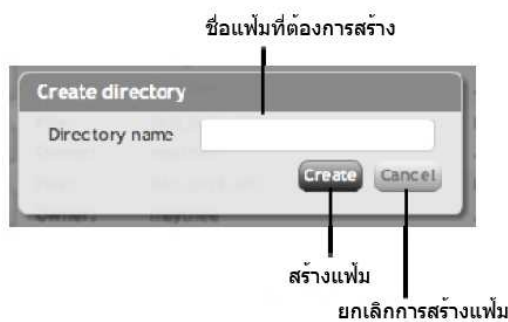 ชื่อแฟ้มที่ต้องการสร้าง
Create directory
Directory name
Create Cancel
สร้างแฟ้ม
ยกเลิกการสร้างแฟ้ม